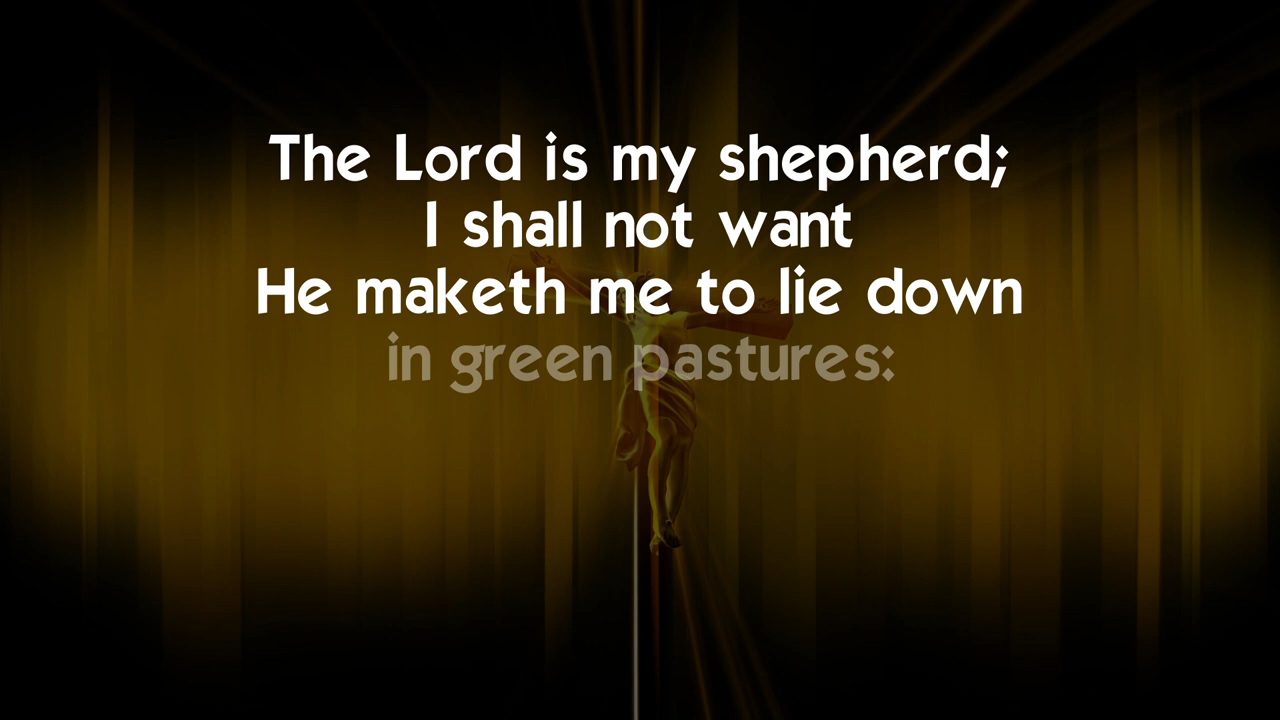 The Lord is my shepherd;
I shall not want
He maketh me to lie down
in green pastures: